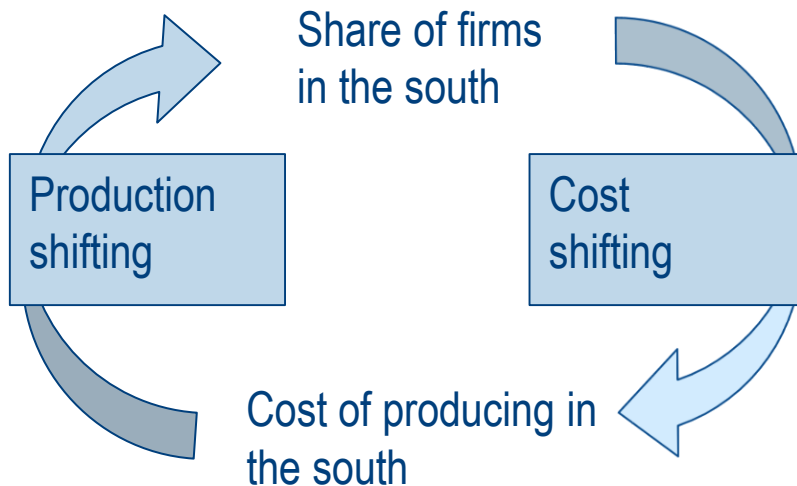 Share of firms
in the south
Production
shifting
Cost
shifting
Cost of producing in
the south